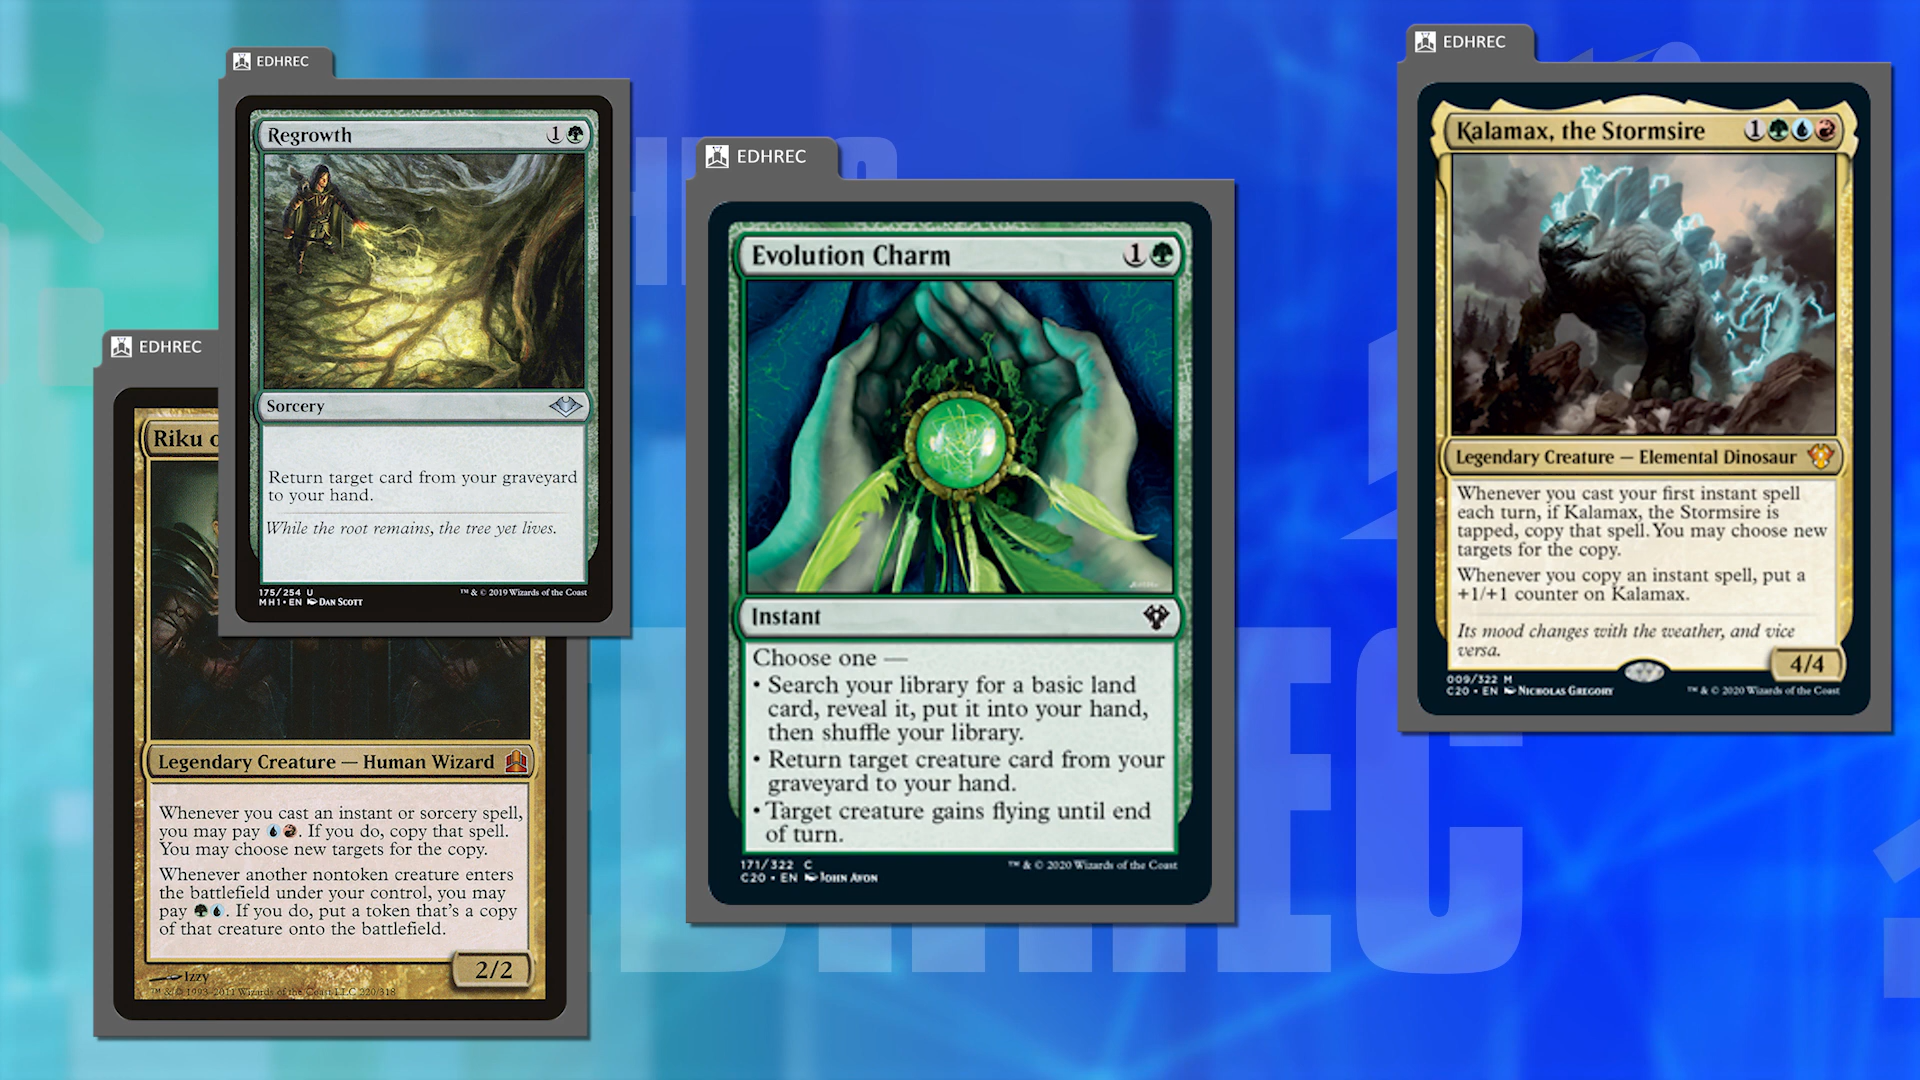 EDHREC
Regrowth 1
Sorcery
Return target card from your graveyard
to your hand.
While the root remains, the tree yet lives.
175/254 U
MH1 • EN DAN SCOTT
™ & © 2019 Wizards of the Coast
EDHREC
Riku o
Legendary Creature — Human Wizard
Whenever you cast an instant or sorcery spell,
you may pay . If you do, copy that spell.
You may choose new targets for the copy.
Whenever another nontoken creature enters
the battlefield under your control, you may
pay . If you do, put a token that's a copy
of that creature onto the battlefield.
2/2
Izzy
™ & © 1993–2011 Wizards of the Coast LLC 220/318
EDHREC
Evolution Charm 1
Instant
Choose one —
• Search your library for a basic land
card, reveal it, put it into your hand,
then shuffle your library.
• Return target creature card from your
graveyard to your hand.
• Target creature gains flying until end
of turn.
171/322 C
C20 • EN JOHN AVON
™ & © 2020 Wizards of the Coast
EDHREC
Kalamax, the Stormsire 1
Legendary Creature — Elemental Dinosaur
Whenever you cast your first instant spell
each turn, if Kalamax, the Stormsire is
tapped, copy that spell. You may choose new
targets for the copy.
Whenever you copy an instant spell, put a
+1/+1 counter on Kalamax.
Its mood changes with the weather, and vice
versa.
4/4
009/322 M
C20 • EN NICHOLAS GREGORY
™ & © 2020 Wizards of the Coast